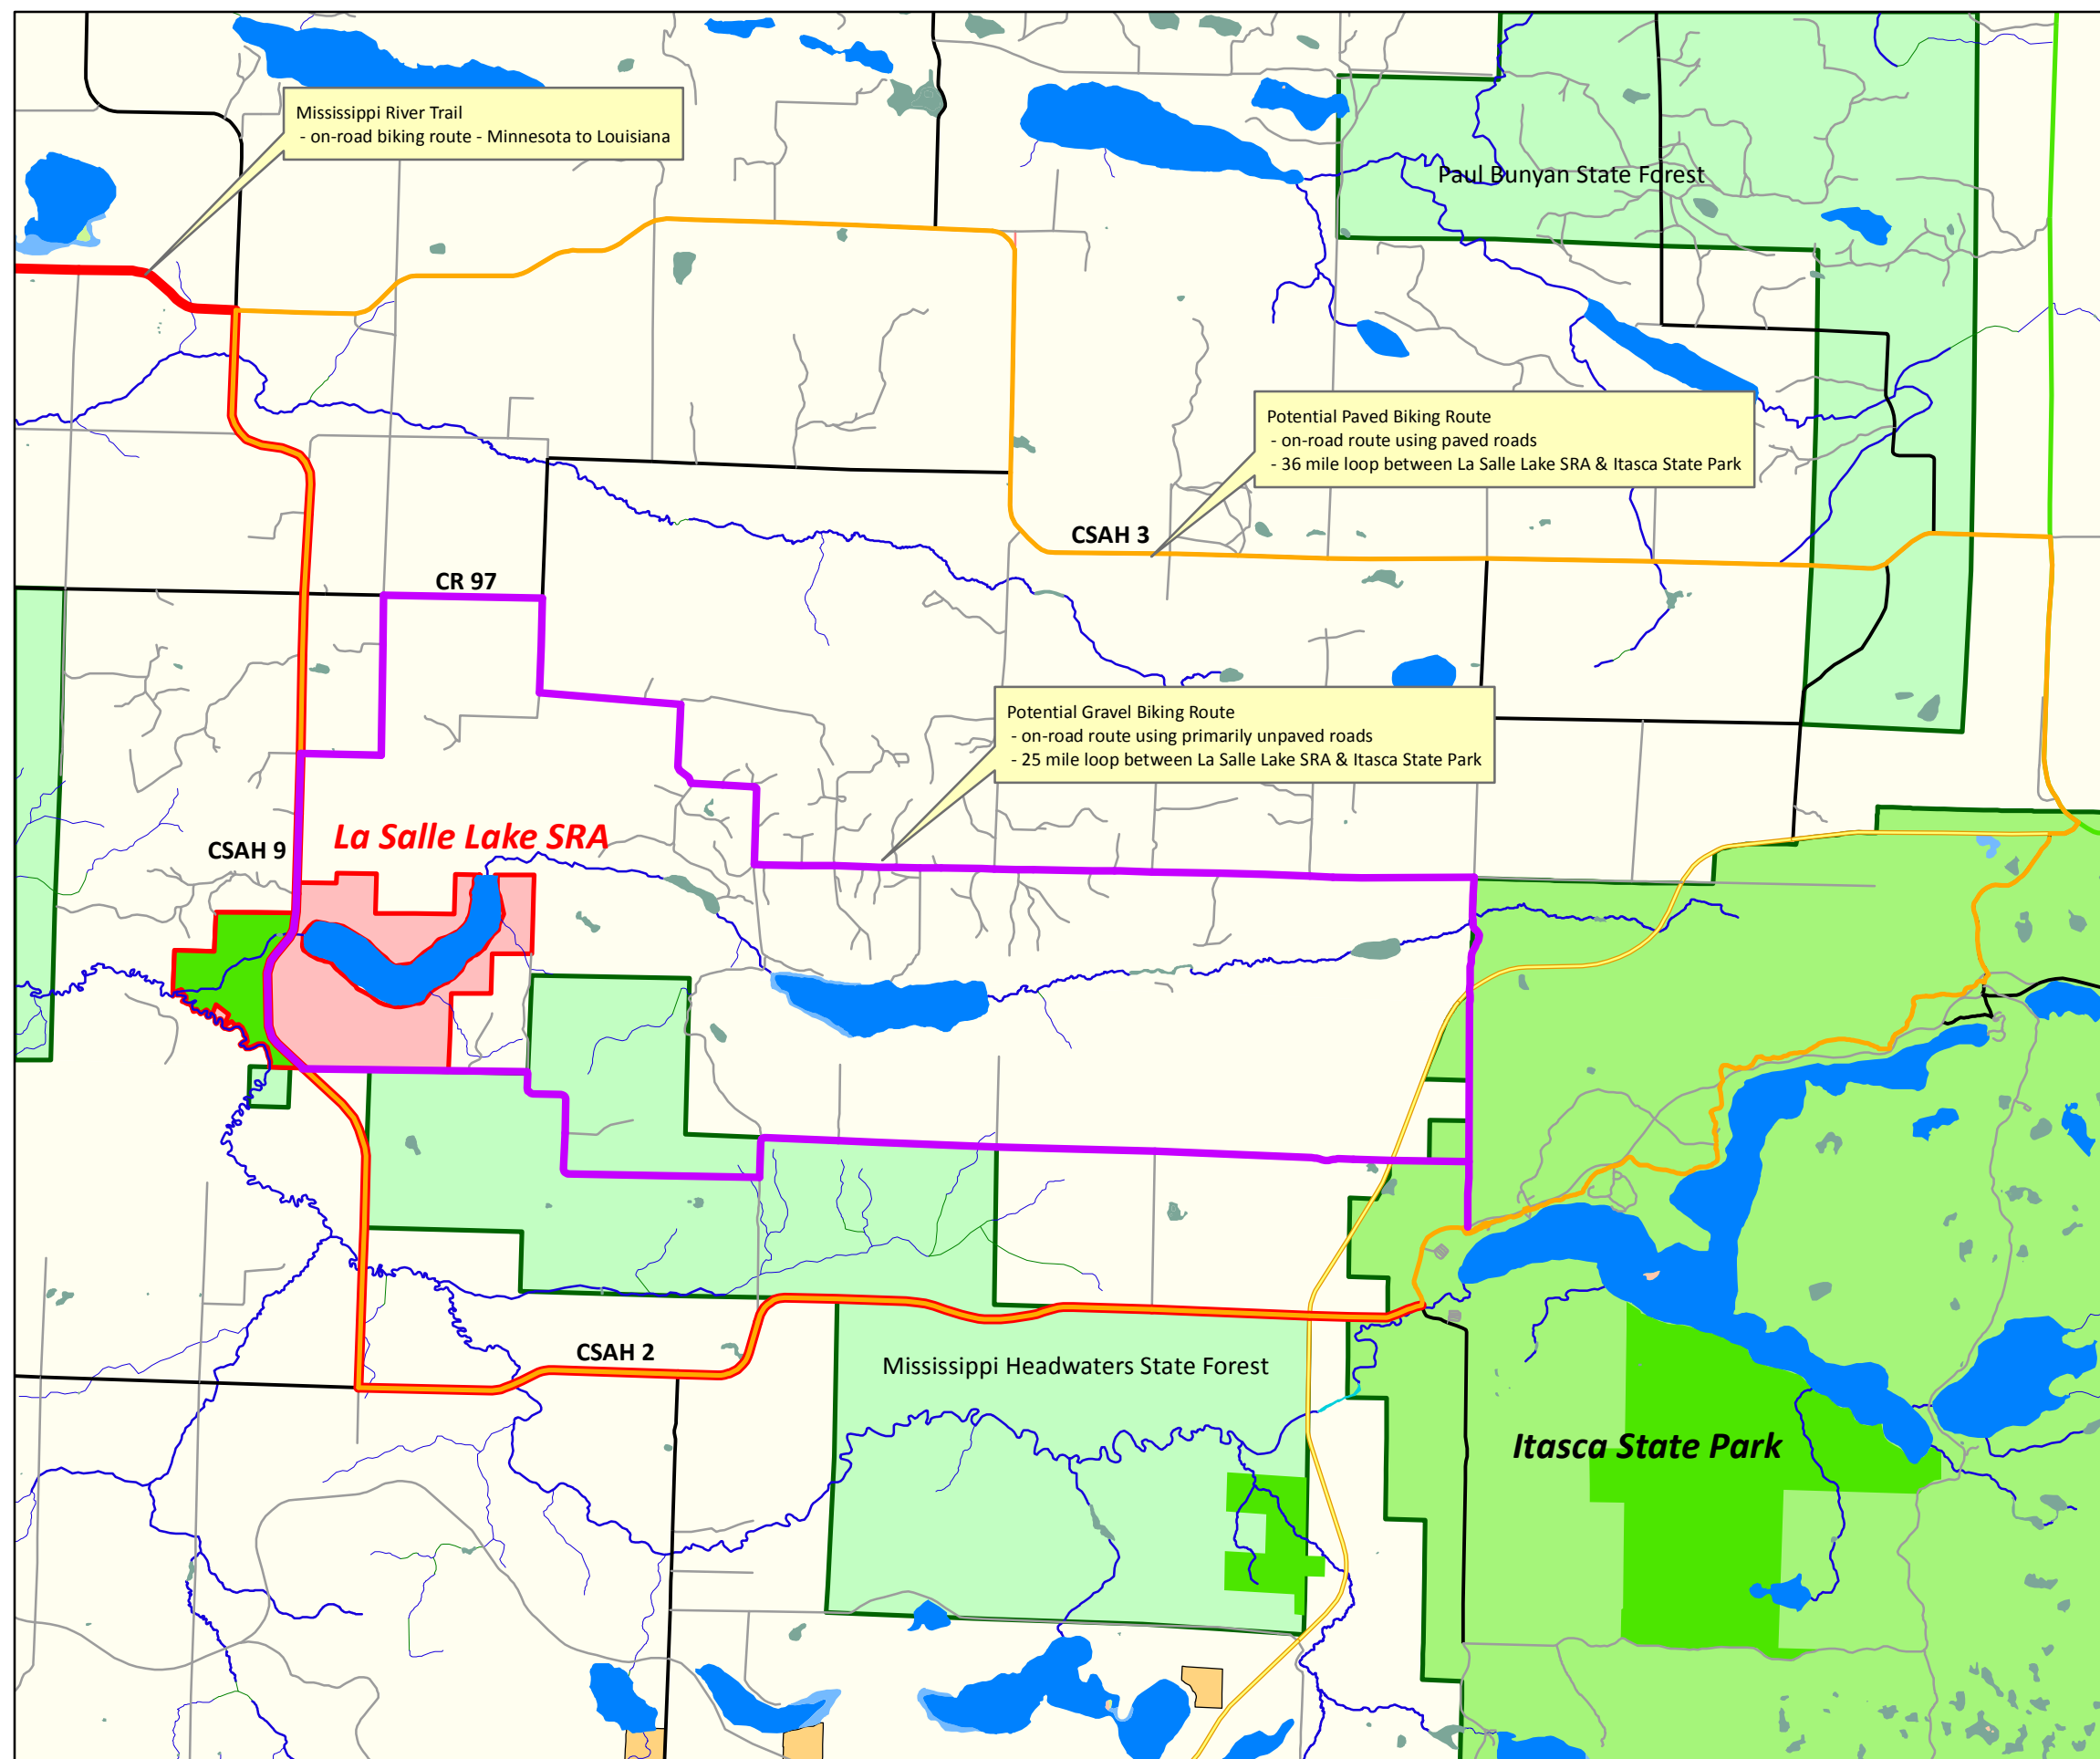 Mississippi River Trail
- on-road biking route - Minnesota to Louisiana
Paul Bunyan State Forest
Potential Paved Biking Route
- on-road route using paved roads
- 36 mile loop between La Salle Lake SRA & Itasca State Park
CSAH 3
CR 97
Potential Gravel Biking Route
- on-road route using primarily unpaved roads
- 25 mile loop between La Salle Lake SRA & Itasca State Park
La Salle Lake SRA
CSAH 9
CSAH 2
Mississippi Headwaters State Forest
Itasca State Park